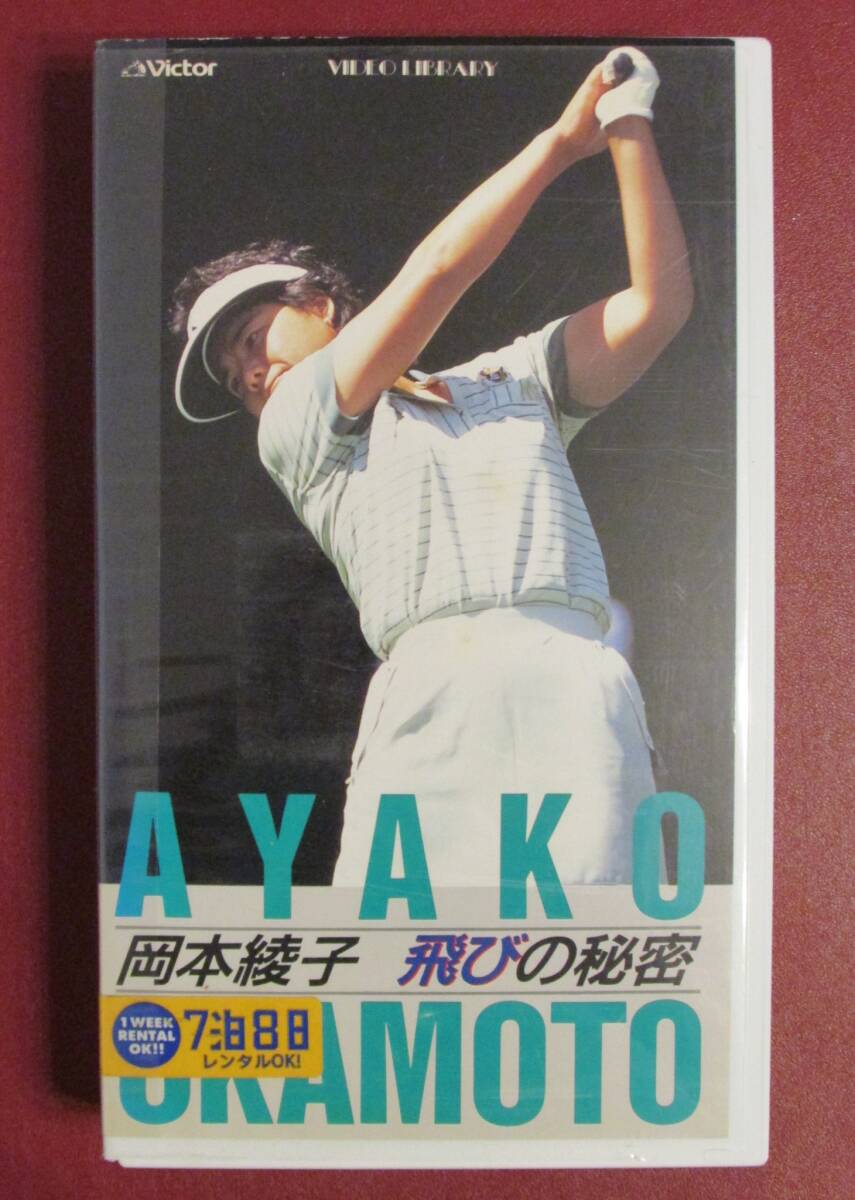 Victor VIDEO LIBRARY
AYAKO
岡本綾子 飛びの秘密
1 WEEK
RENTAL
OK!!
7泊8日
レンタルOK!
OKAMOTO